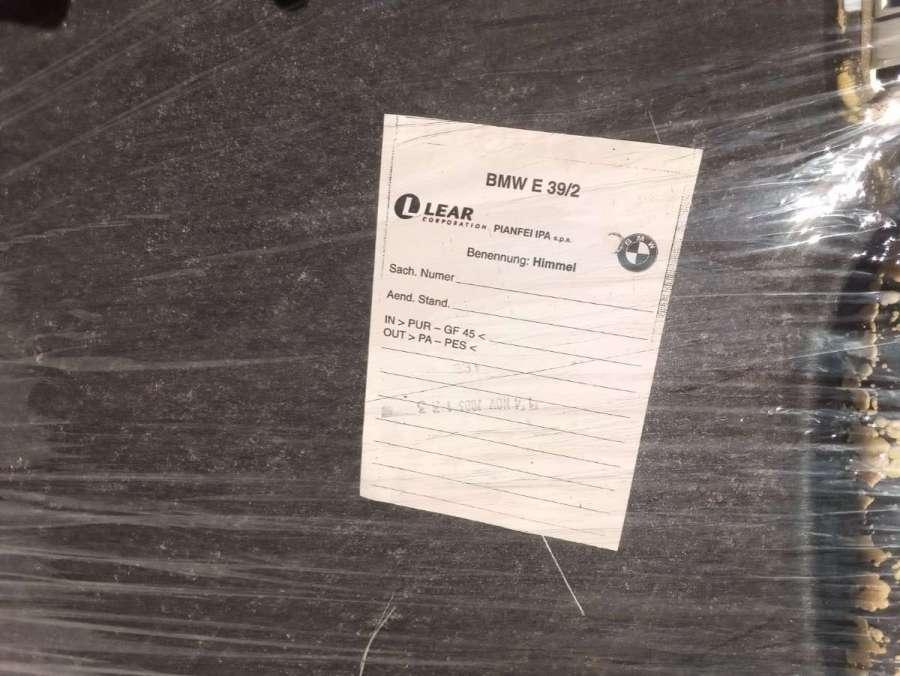 BMW E 39/2
L LEAR
CORPORATION PIANFEI IPA s.p.a.
BMW
Benennung: Himmel
Sach. Numer
Aend. Stand.
IN > PUR – GF 45 <
OUT > PA – PES <